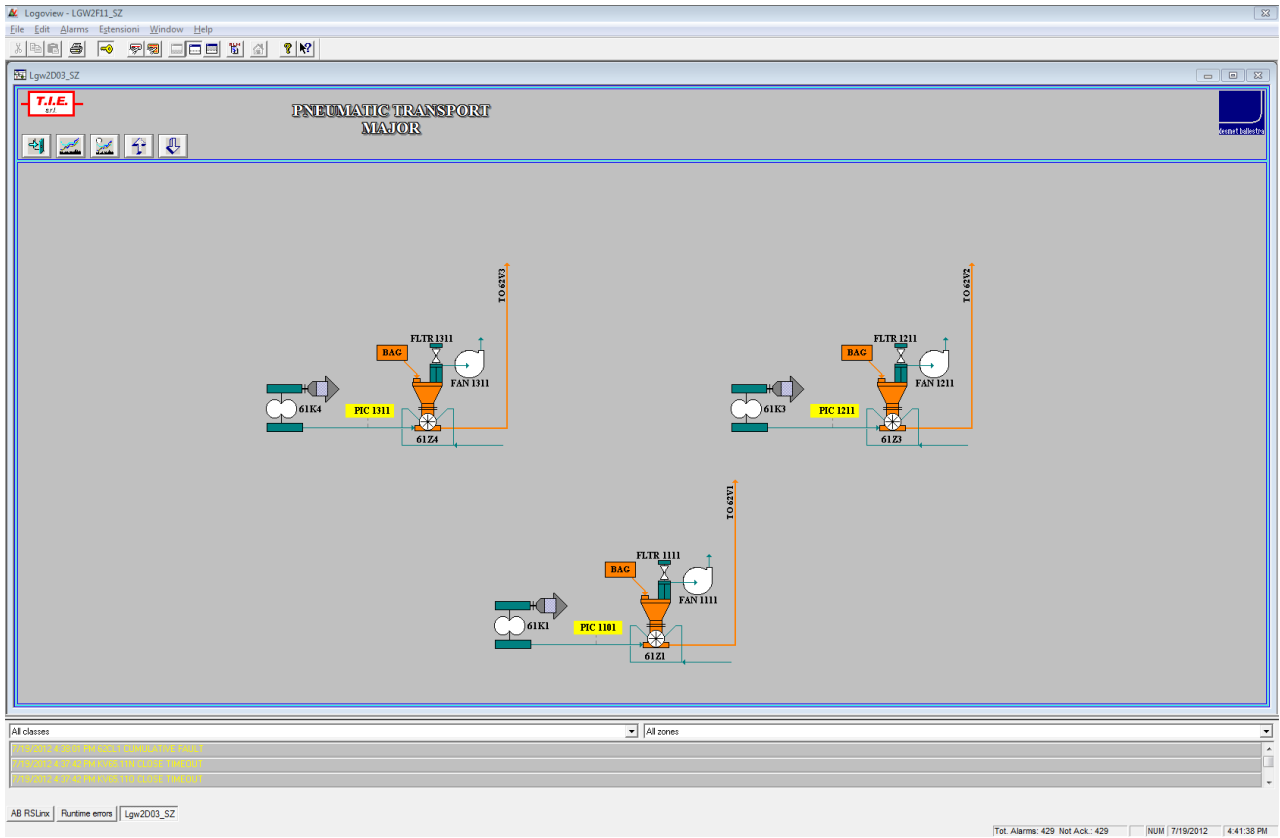 Logoview - LGW2F11_SZ
File Edit Alarms Estensioni Window Help
Lgw2D03_SZ
T.I.E.
s.r.l.
PNEUMATIC TRANSPORT
MAJOR
desmet ballestra
TO 62V3
FLTR 1311
BAG
FAN 1311
61K4
PIC 1311
61Z4
TO 62V2
FLTR 1211
BAG
FAN 1211
61K3
PIC 1211
61Z3
TO 62V1
FLTR 1111
BAG
FAN 1111
61K1
PIC 1101
61Z1
All classes
All zones
7/19/2012 4:38:01 PM 62CL1 CUMULATIVE FAULT
7/19/2012 4:37:42 PM KV65.11N CLOSE TIMEOUT
7/19/2012 4:37:42 PM KV65.11O CLOSE TIMEOUT
AB RSLinx Runtime errors Lgw2D03_SZ
Tot. Alarms: 429 Not Ack.: 429 NUM 7/19/2012 4:41:38 PM